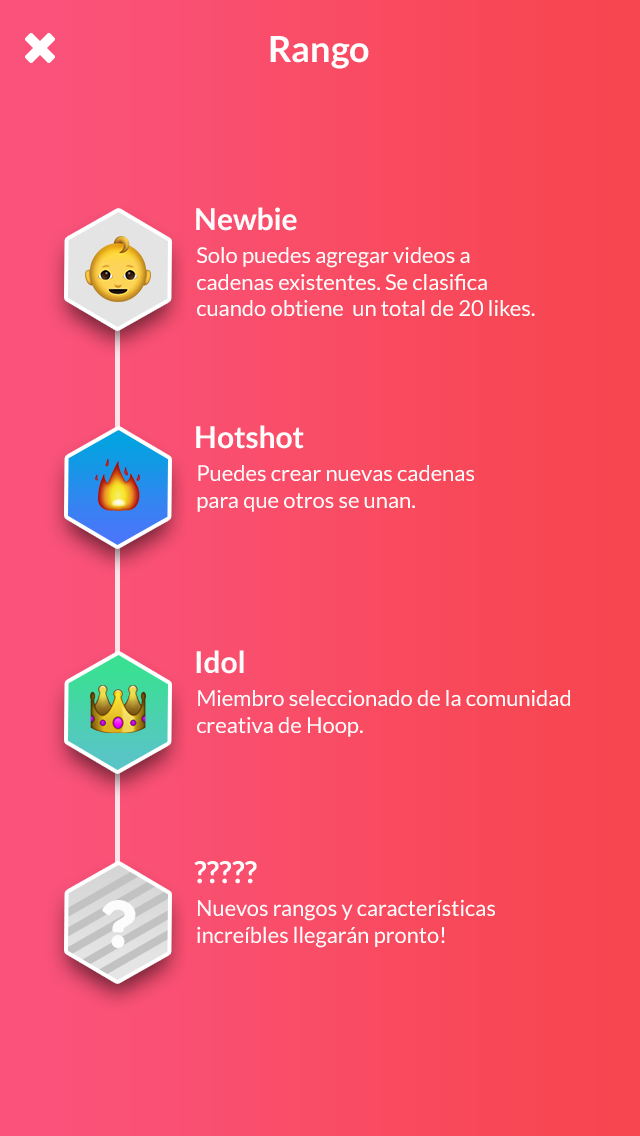 Rango
Newbie
Solo puedes agregar videos a
cadenas existentes. Se clasifica
cuando obtiene  un total de 20 likes.
Hotshot
Puedes crear nuevas cadenas
para que otros se unan.
Idol
Miembro seleccionado de la comunidad
creativa de Hoop.
?????
?
Nuevos rangos y características
increíbles llegarán pronto!